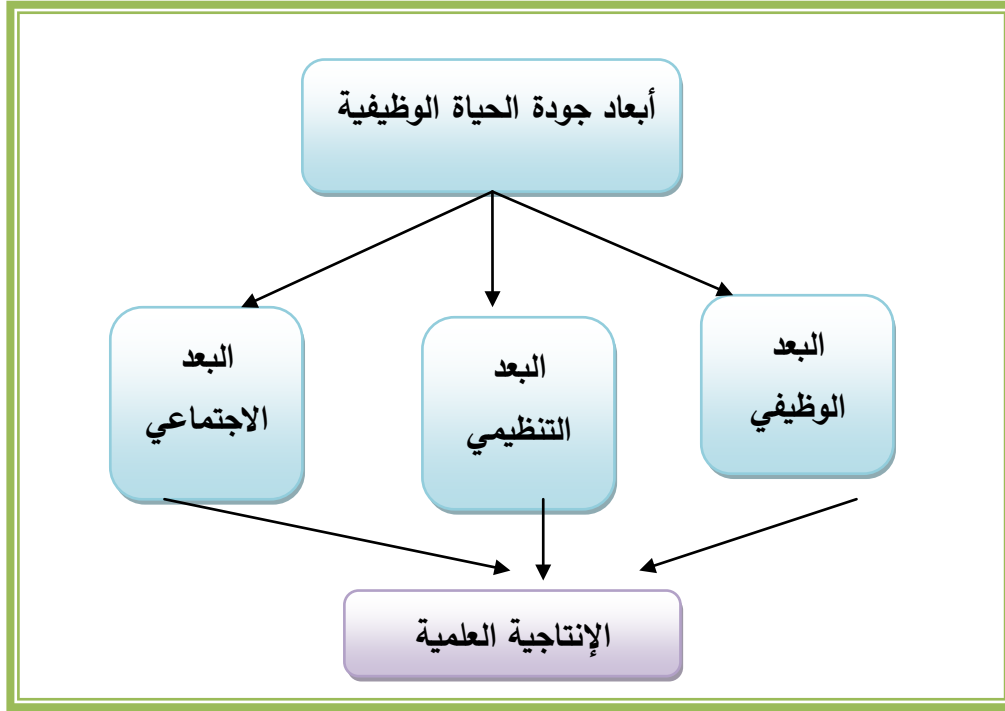 أبعاد جودة الحياة الوظيفية
البعد
الوظيفي
البعد
التنظيمي
البعد
الاجتماعي
الإنتاجية العلمية